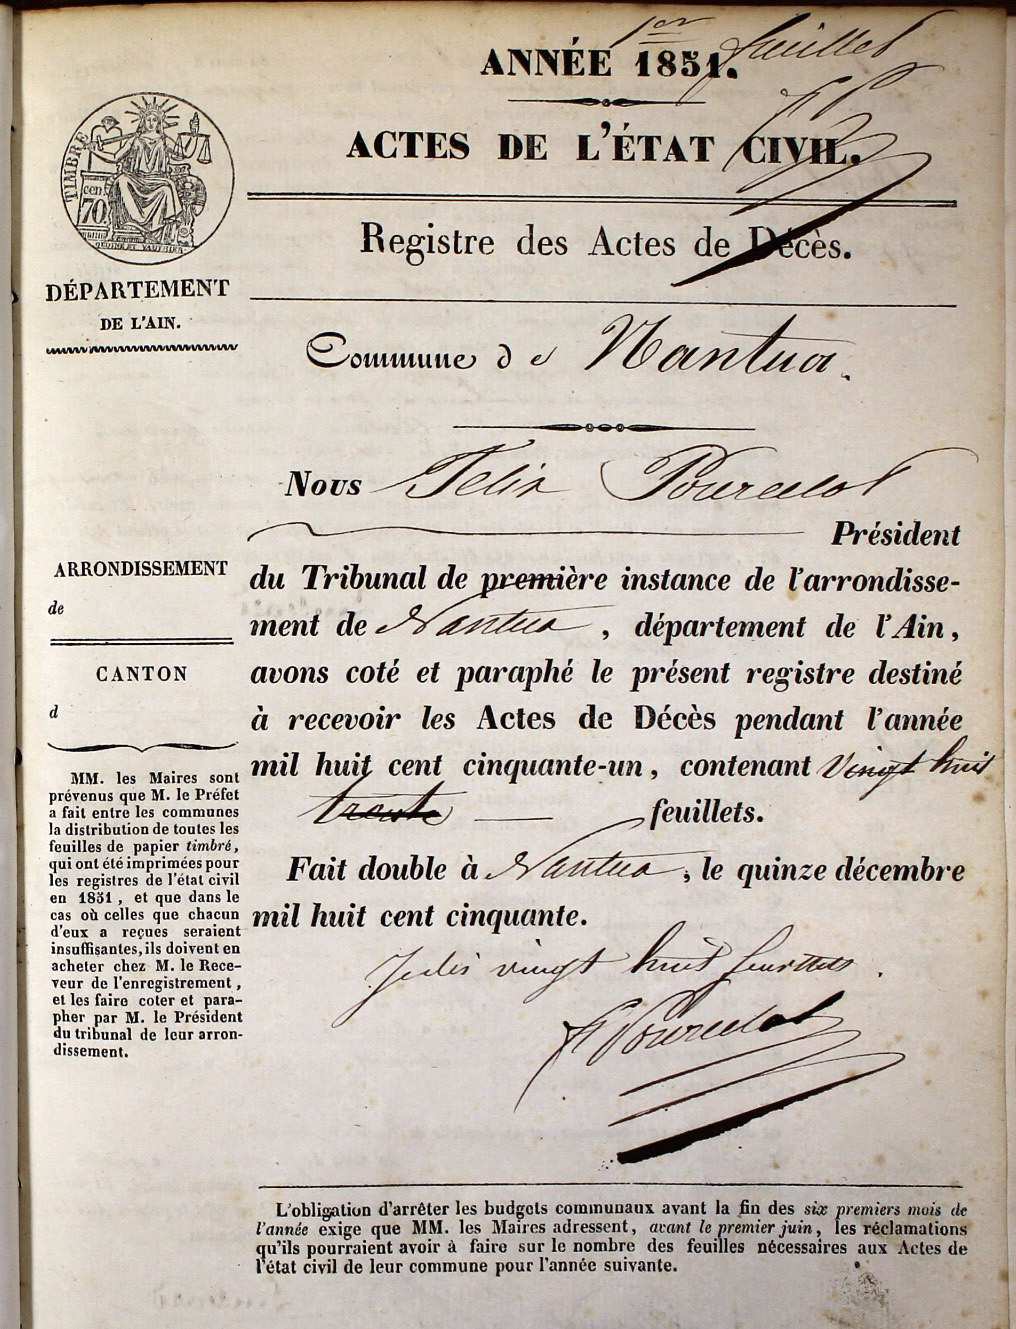 1er feuillet
ANNÉE 1851.
ACTES DE L'ÉTAT CIVIL.
Registre des Actes de Décès.
TIMBRE
cen
70
DÉPARTEMENT
DE L'AIN.
Commune de Nantua.
Nous Felix Pourcelot
Président
du Tribunal de première instance de l'arrondisse-
ment de Nantua, département de l'Ain,
avons coté et paraphé le présent registre destiné
à recevoir les Actes de Décès pendant l'année
mil huit cent cinquante-un, contenant vingt huit
trente feuillets.
Fait double à Nantua, le quinze décembre
mil huit cent cinquante.
Je dis vingt huit feuillets.
F Pourcelot
ARRONDISSEMENT
de
CANTON
d
MM. les Maires sont
prévenus que M. le Préfet
a fait entre les communes
la distribution de toutes les
feuilles de papier timbré,
qui ont été imprimées pour
les registres de l'état civil
en 1851, et que dans le
cas où celles que chacun
d'eux a reçues seraient
insuffisantes, ils doivent en
acheter chez M. le Rece-
veur de l'enregistrement,
et les faire coter et para-
pher par M. le Président
du tribunal de leur arron-
dissement.
L'obligation d'arrêter les budgets communaux avant la fin des six premiers mois de
l'année exige que MM. les Maires adressent, avant le premier juin, les réclamations
qu'ils pourraient avoir à faire sur le nombre des feuilles nécessaires aux Actes de
l'état civil de leur commune pour l'année suivante.